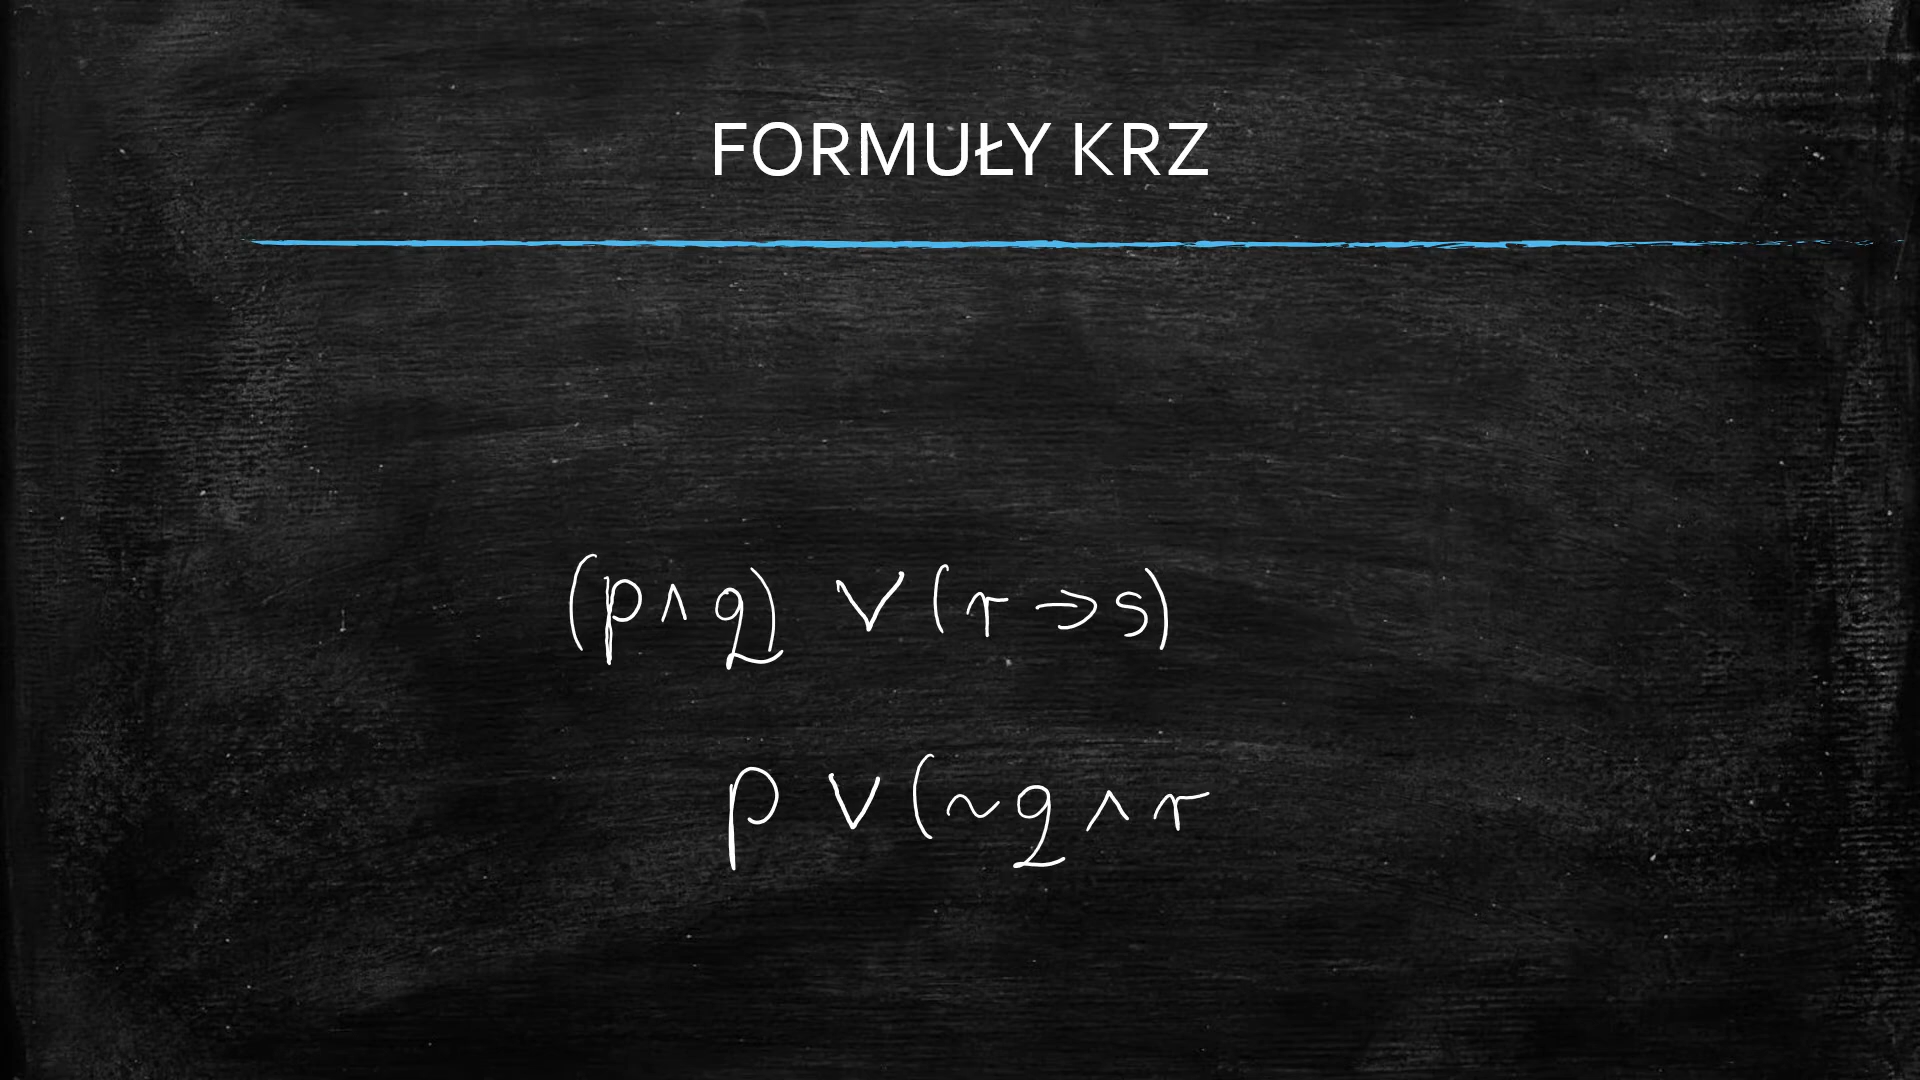 FORMUŁY KRZ
(p ∧ q) ∨ (r → s)
p ∨ (~q ∧ r